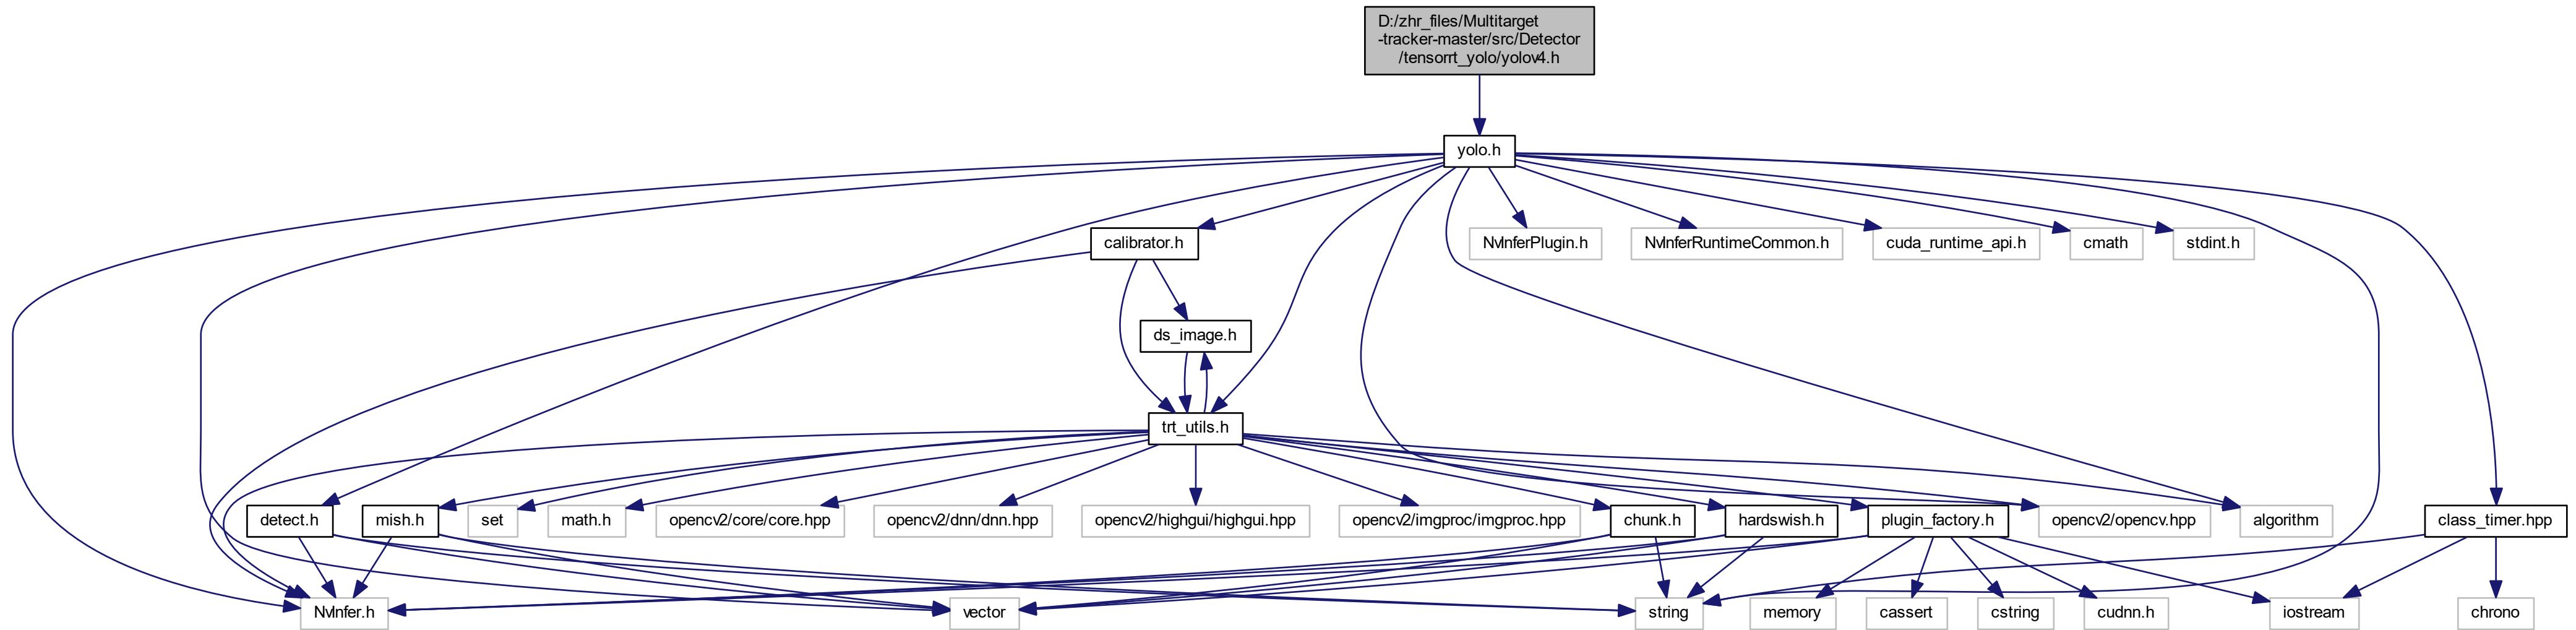 D:/zhr_files/Multitarget
-tracker-master/src/Detector
/tensorrt_yolo/yolov4.h
yolo.h
calibrator.h
NvInferPlugin.h
NvInferRuntimeCommon.h
cuda_runtime_api.h
cmath
stdint.h
ds_image.h
trt_utils.h
detect.h
mish.h
set
math.h
opencv2/core/core.hpp
opencv2/dnn/dnn.hpp
opencv2/highgui/highgui.hpp
opencv2/imgproc/imgproc.hpp
chunk.h
hardswish.h
plugin_factory.h
opencv2/opencv.hpp
algorithm
class_timer.hpp
NvInfer.h
vector
string
memory
cassert
cstring
cudnn.h
iostream
chrono